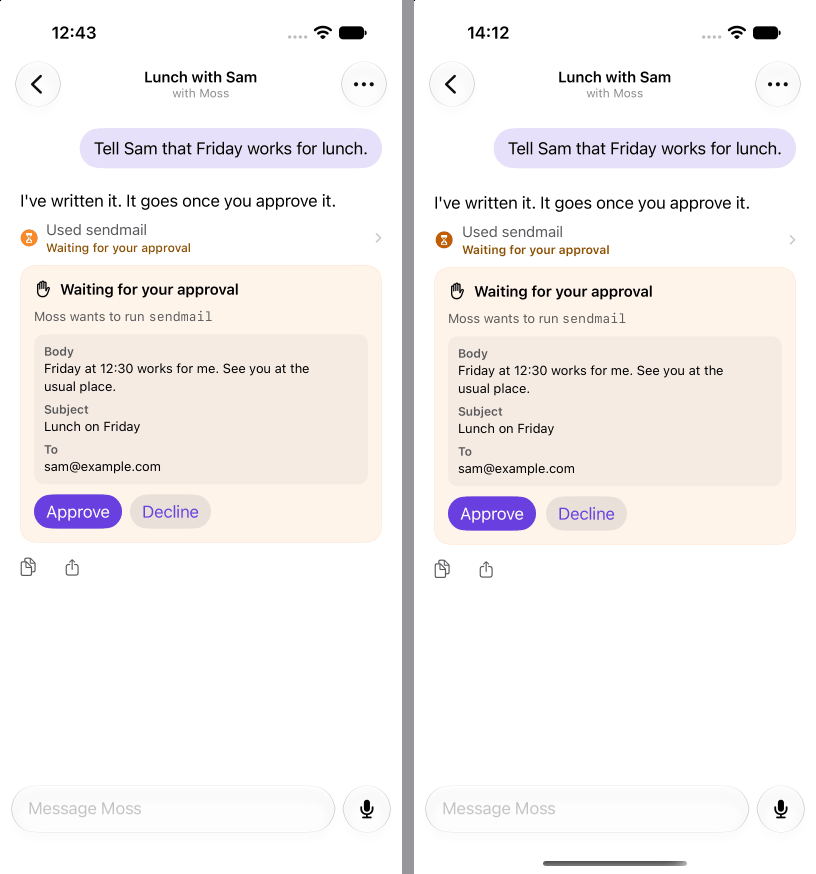 12:43
Lunch with Sam
with Moss
Tell Sam that Friday works for lunch.
I've written it. It goes once you approve it.
Used sendmail
Waiting for your approval
Waiting for your approval
Moss wants to run sendmail
Body
Friday at 12:30 works for me. See you at the
usual place.
Subject
Lunch on Friday
To
sam@example.com
Approve Decline
Message Moss
14:12
Lunch with Sam
with Moss
Tell Sam that Friday works for lunch.
I've written it. It goes once you approve it.
Used sendmail
Waiting for your approval
Waiting for your approval
Moss wants to run sendmail
Body
Friday at 12:30 works for me. See you at the
usual place.
Subject
Lunch on Friday
To
sam@example.com
Approve Decline
Message Moss